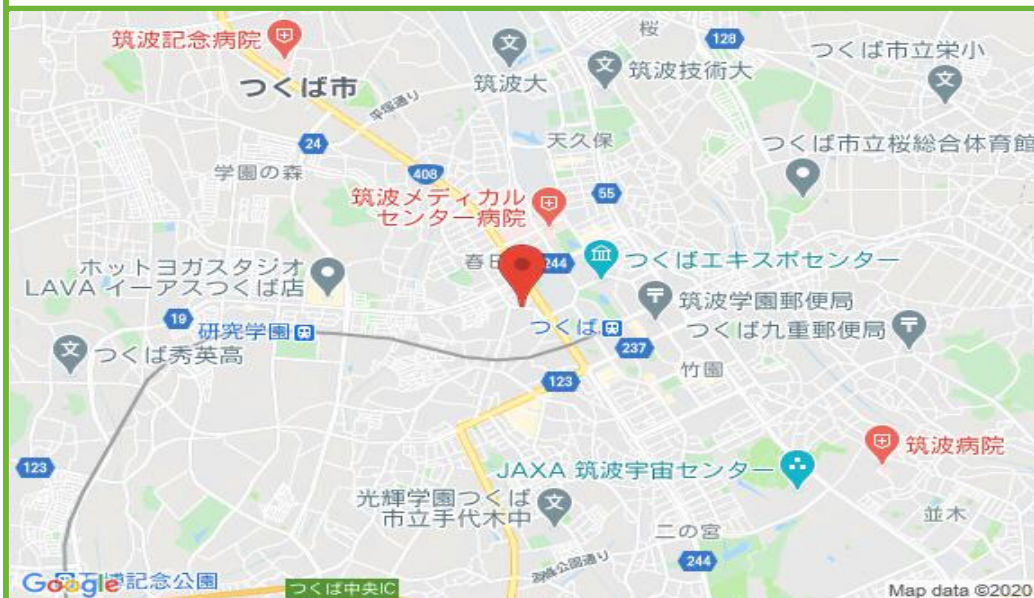 桜
128
つくば市立栄小
筑波記念病院
筑波大
筑波技術大
つくば市
平塚通り
24
天久保
つくば市立桜総合体育館
学園の森
408
55
筑波メディカル
センター病院
春日
244
つくばエキスポセンター
ホットヨガスタジオ
LAVA イーアスつくば店
筑波学園郵便局
19
研究学園
つくば
つくば九重郵便局
つくば秀英高
237
竹園
123
筑波病院
123
JAXA 筑波宇宙センター
光輝学園つくば
市立手代木中
二の宮
並木
244
Google
記念公園
つくば中央IC
Map data ©2020